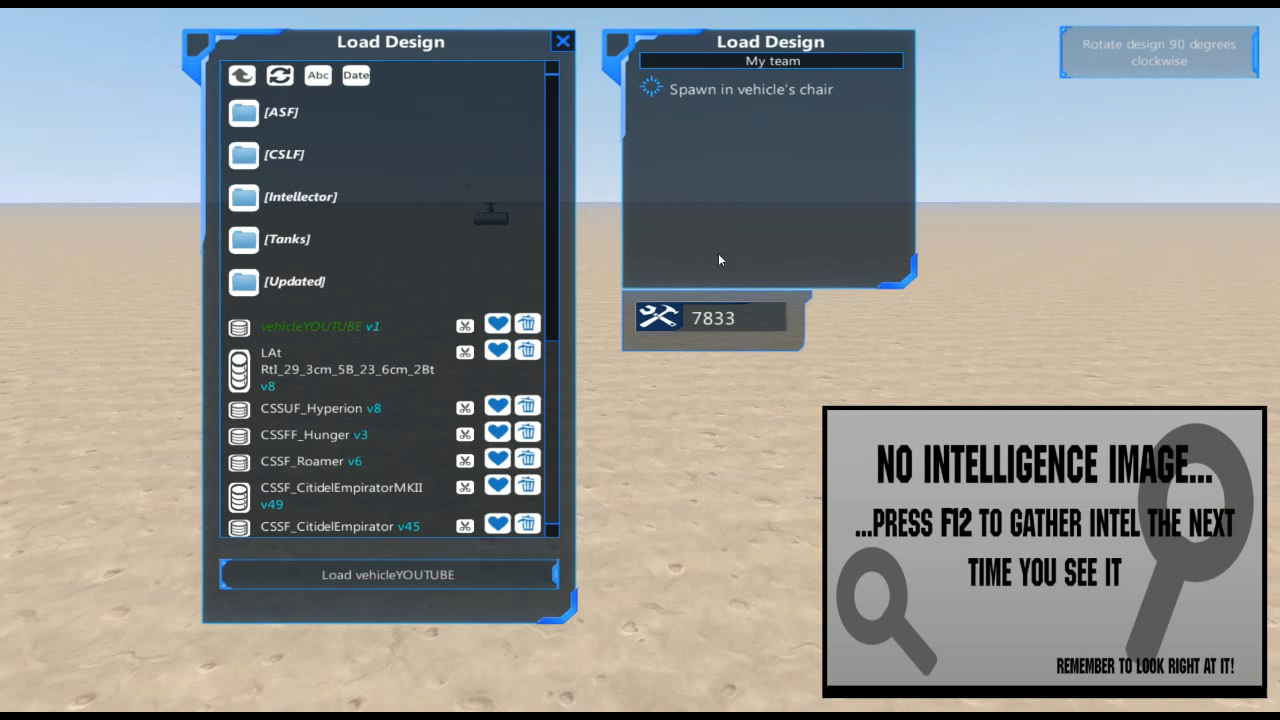 Load Design
Abc
Date
[ASF]
[CSLF]
[Intellector]
[Tanks]
[Updated]
vehicleYOUTUBE v1
LAt
RtI_29_3cm_5B_23_6cm_2Bt
v8
CSSUF_Hyperion v8
CSSFF_Hunger v3
CSSF_Roamer v6
CSSF_CitidelEmpiratorMKII
v49
CSSF_CitidelEmpirator v45
Load vehicleYOUTUBE
Load Design
My team
Spawn in vehicle's chair
7833
Rotate design 90 degrees
clockwise
NO INTELLIGENCE IMAGE...
...PRESS F12 TO GATHER INTEL THE NEXT
TIME YOU SEE IT
REMEMBER TO LOOK RIGHT AT IT!